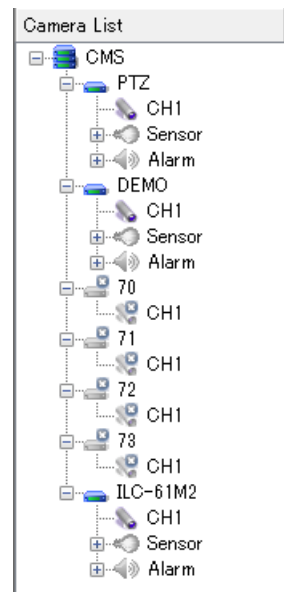 Camera List
CMS
PTZ
CH1
Sensor
Alarm
DEMO
CH1
Sensor
Alarm
70
CH1
71
CH1
72
CH1
73
CH1
ILC-61M2
CH1
Sensor
Alarm